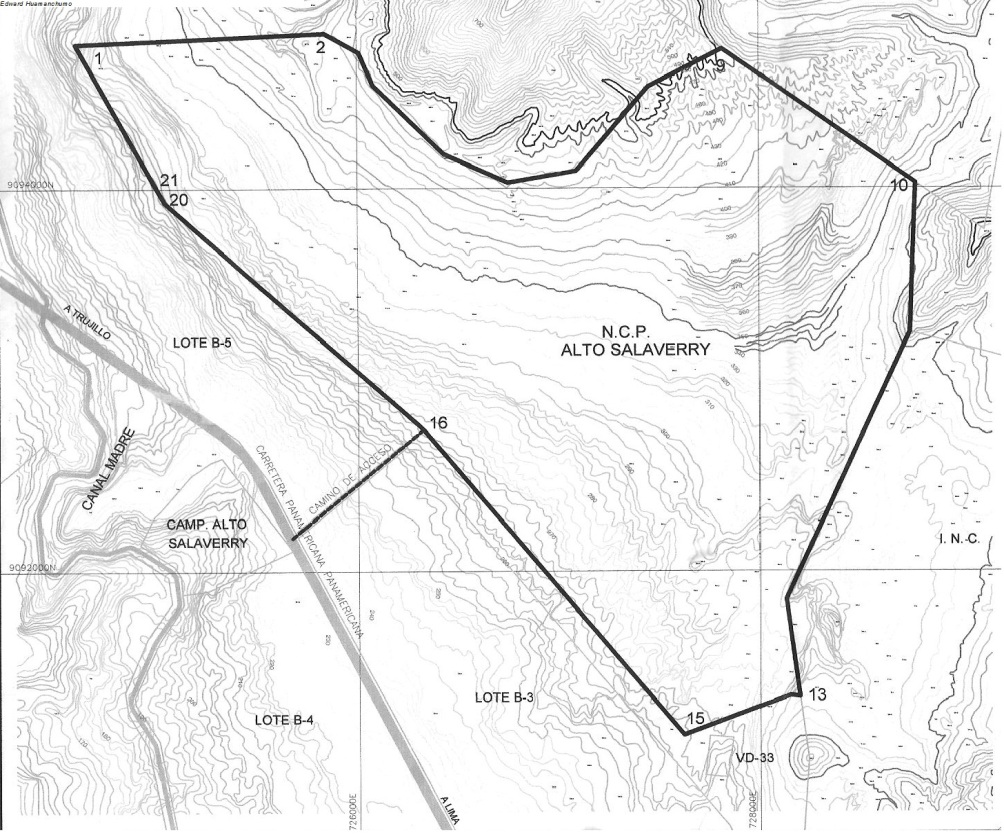 Edward Huamanchumo
1
2
9
9094000N
21
20
10
A TRUJILLO
LOTE B-5
N.C.P.
ALTO SALAVERRY
16
CANAL MADRE
CARRETERA PANAMERICANA PANAMERICANA
CAMINO DE ACCESO
CAMP. ALTO
SALAVERRY
I. N. C.
9092000N
LOTE B-3
LOTE B-4
13
15
VD-33
A LIMA
726000E
728000E